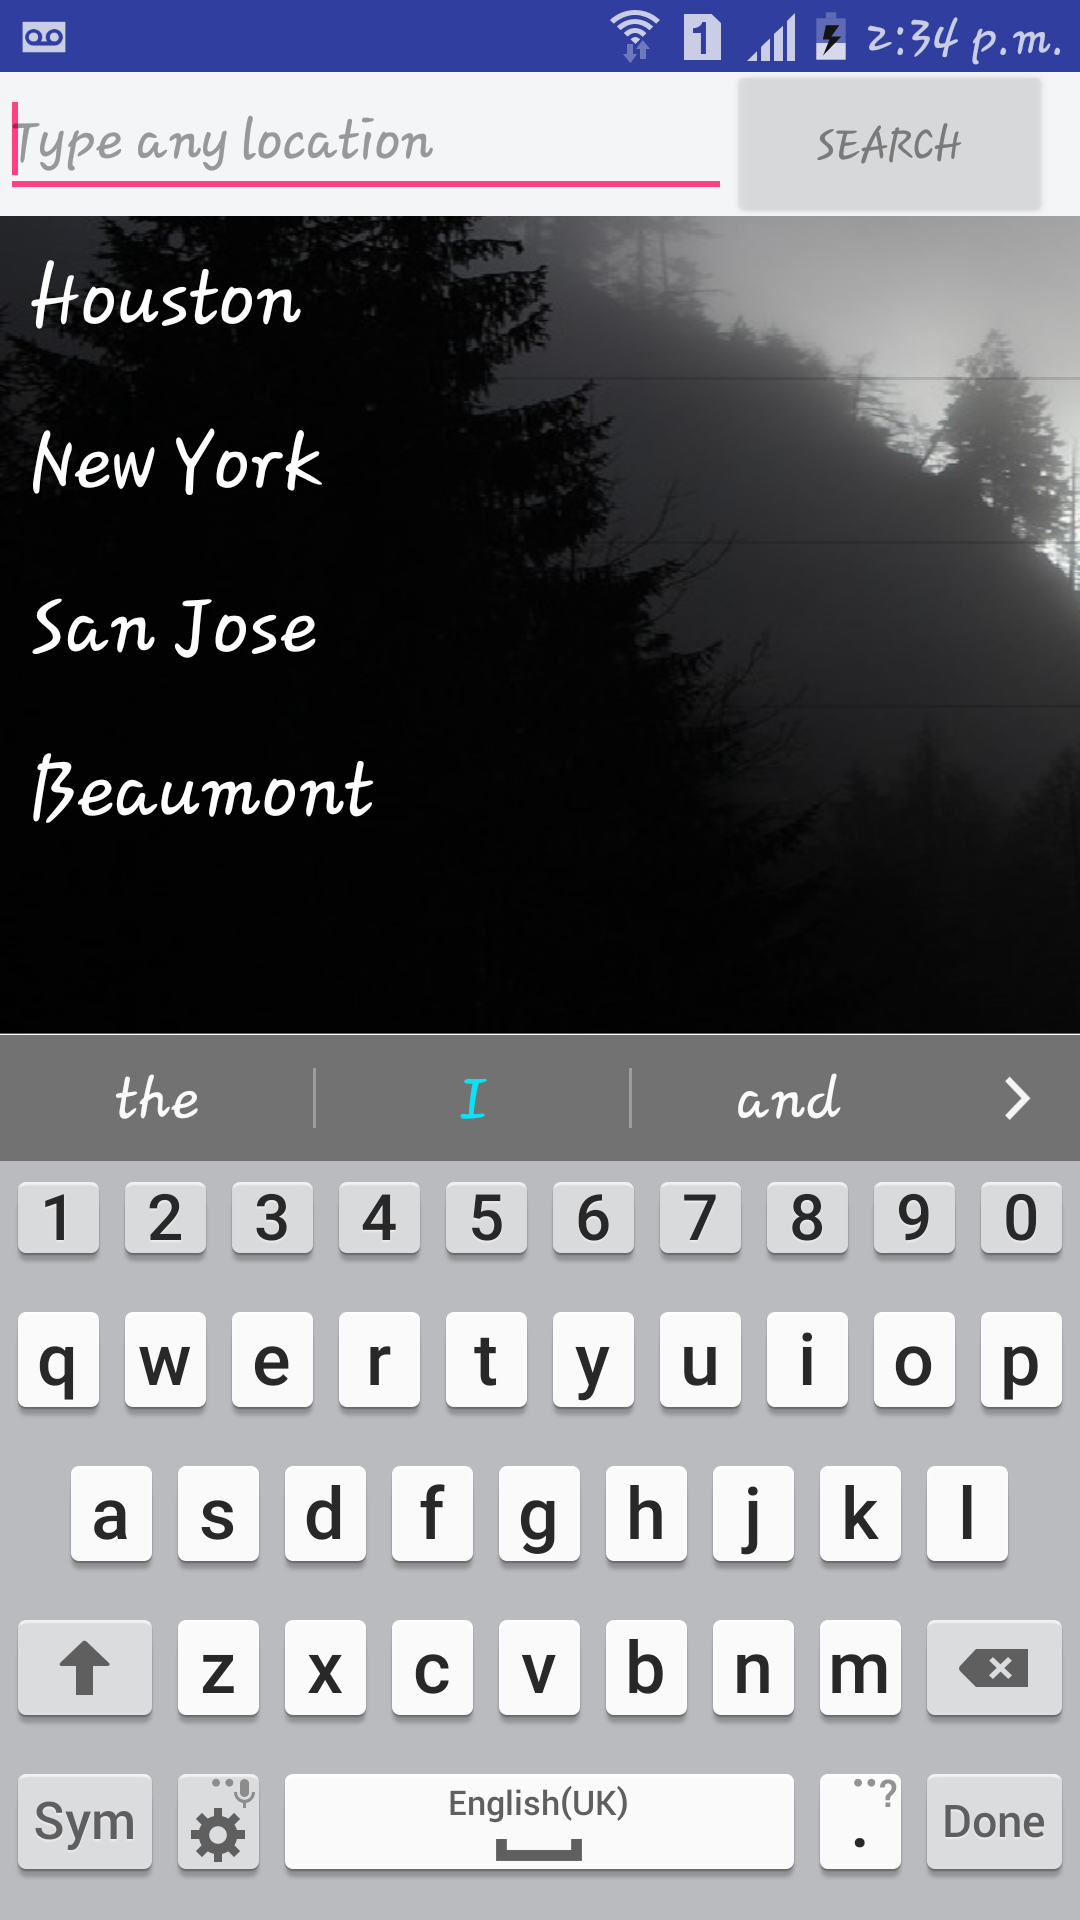 1 2:34 p.m.
Type any location SEARCH
Houston
New York
San Jose
Beaumont
the I and
1 2 3 4 5 6 7 8 9 0
q w e r t y u i o p
a s d f g h j k l
z x c v b n m
Sym English(UK) . ? Done